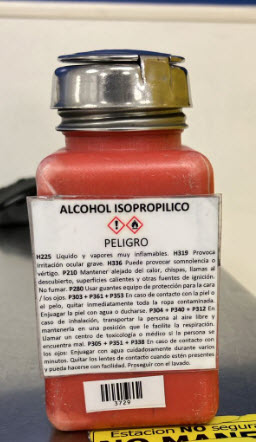 ALCOHOL ISOPROPILICO
PELIGRO
H225 Liquido y vapores muy inflamables. H319 Provoca
irritación ocular grave. H336 Puede provocar somnolencia o
vértigo. P210 Mantener alejado del calor, chispas, llamas al
descubierto, superficies calientes y otras fuentes de ignición.
No fumar. P280 Usar guantes equipo de protección para la cara
/ los ojos. P303 + P361 + P353 En caso de contacto con la piel o
el pelo, quitar inmediatamente toda la ropa contaminada.
Enjuagar la piel con agua o ducharse. P304 + P340 + P312 En
caso de inhalación, transportar la persona al aire libre y
mantenerla en una posición que le facilite la respiración.
Llamar un centro de toxicología o médico si la persona se
encuentra mal. P305 + P351 + P338 En caso de contacto con
los ojos: Enjuagar con agua cuidadosamente durante varios
minutos. Quitar los lentes de contacto cuando estén presentes
y pueda hacerse con facilidad. Proseguir con el lavado.
3729
Estacion NO segura